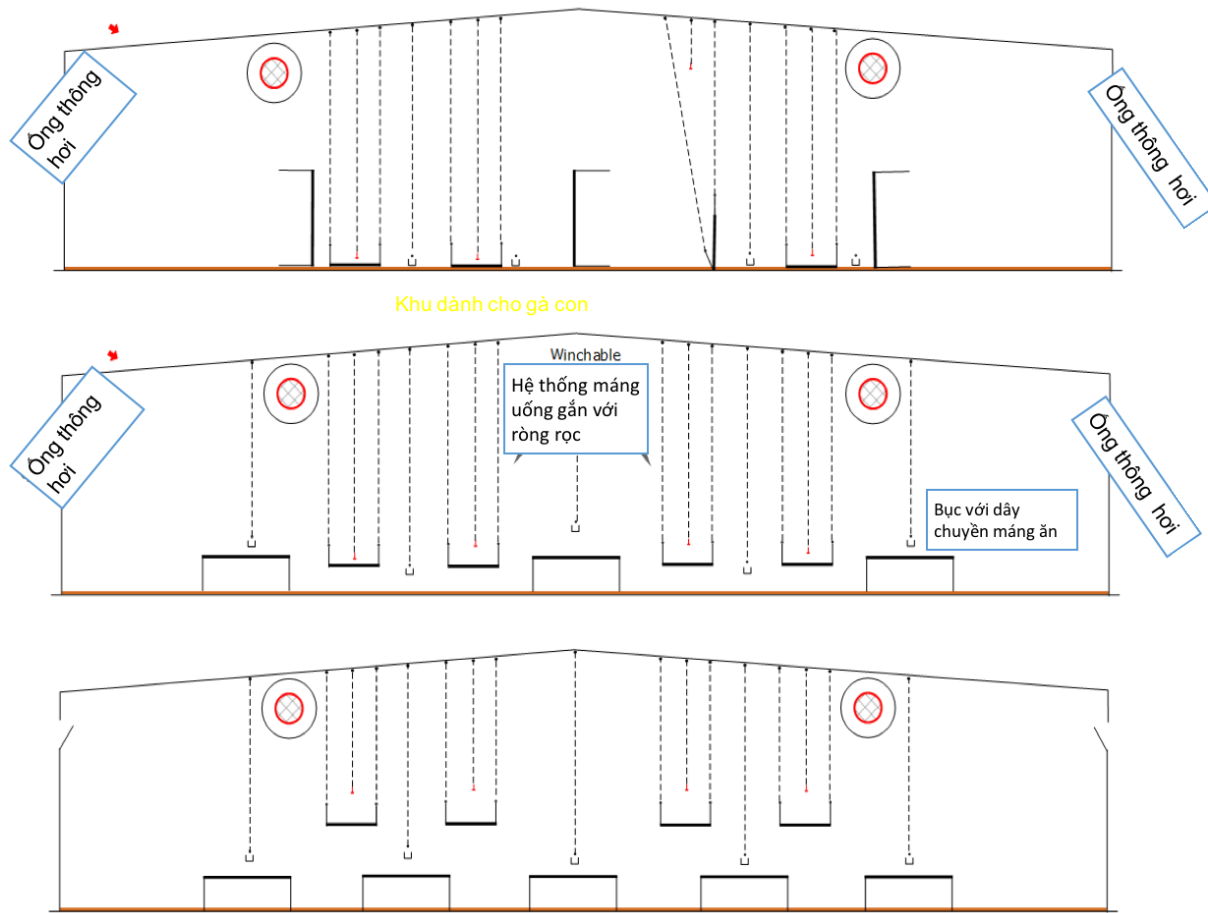 Ống thông
hơi
Ống thông hơi
Khu dành cho gà con
Winchable
Hệ thống máng
uống gắn với
ròng rọc
Ống thông
hơi
Ống thông hơi
Bục với dây
chuyền máng ăn